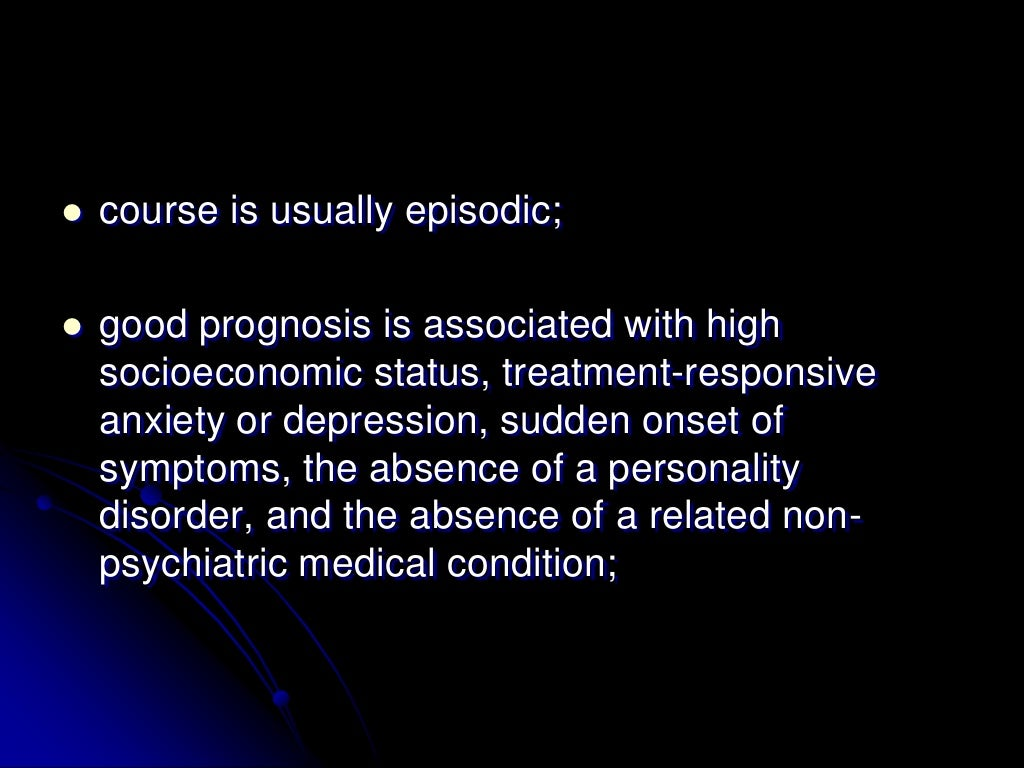 course is usually episodic;
good prognosis is associated with high
socioeconomic status, treatment-responsive
anxiety or depression, sudden onset of
symptoms, the absence of a personality
disorder, and the absence of a related non-
psychiatric medical condition;